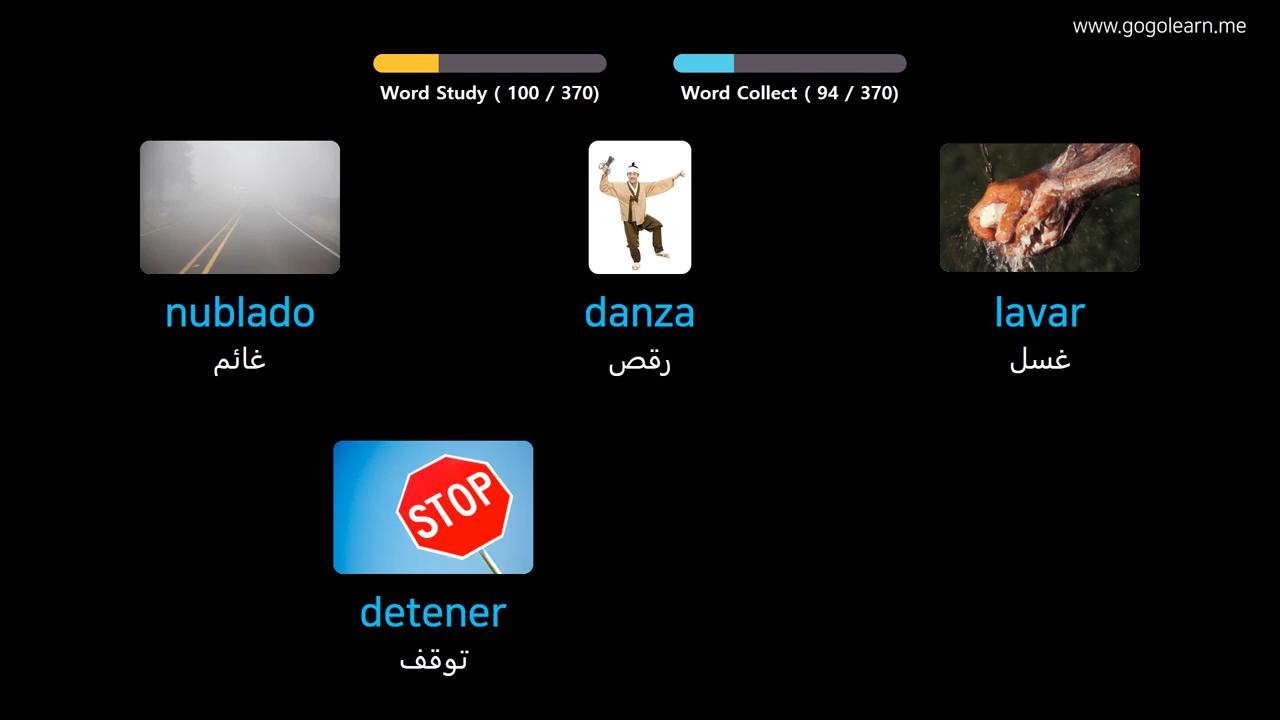 www.gogolearn.me
Word Study ( 100 / 370)
Word Collect ( 94 / 370)
nublado
غائم
danza
رقص
lavar
غسل
STOP
detener
توقف